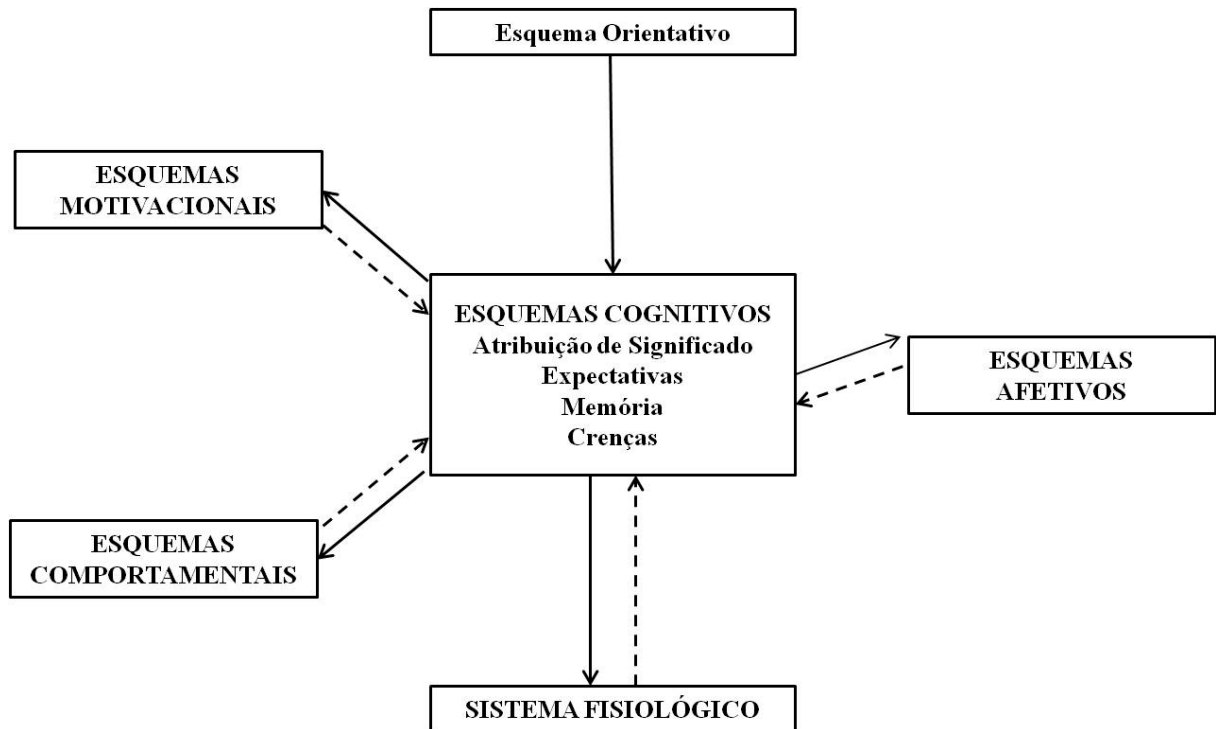 Esquema Orientativo
ESQUEMAS
MOTIVACIONAIS
ESQUEMAS COGNITIVOS
Atribuição de Significado
Expectativas
Memória
Crenças
ESQUEMAS
AFETIVOS
ESQUEMAS
COMPORTAMENTAIS
SISTEMA FISIOLÓGICO